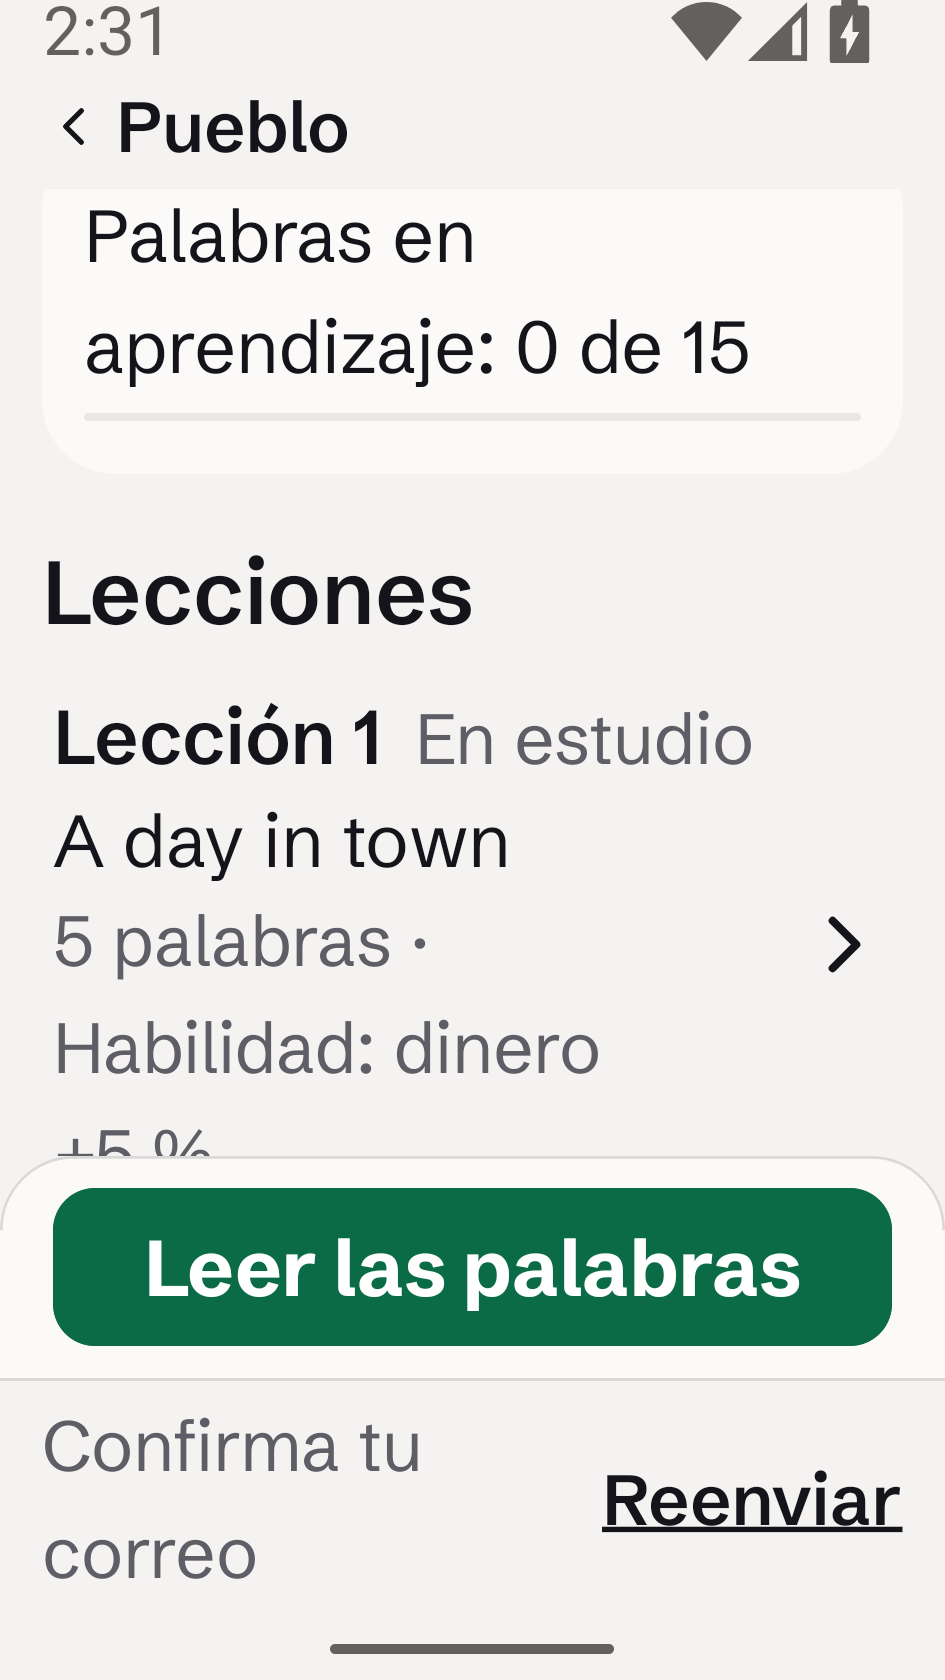 2:31
Pueblo
Palabras en
aprendizaje: 0 de 15
Lecciones
Lección 1 En estudio
A day in town
5 palabras ·
Habilidad: dinero
+5 %
Leer las palabras
Confirma tu
correo
Reenviar